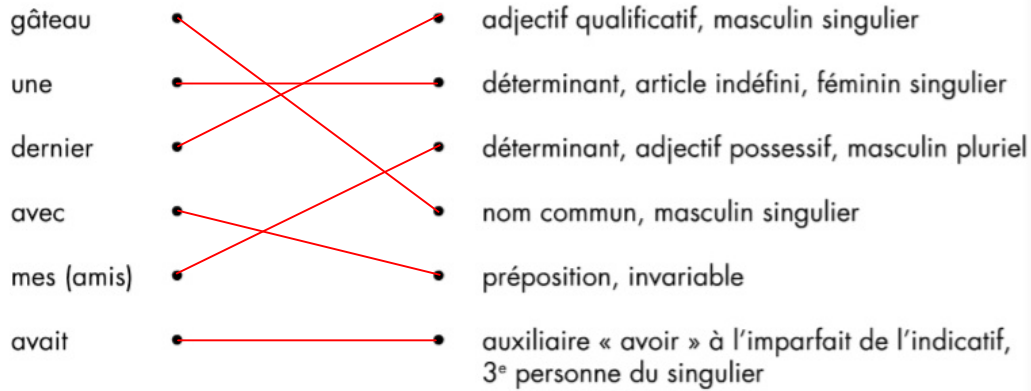 gâteau adjectif qualificatif, masculin singulier
une déterminant, article indéfini, féminin singulier
dernier déterminant, adjectif possessif, masculin pluriel
avec nom commun, masculin singulier
mes (amis) préposition, invariable
avait auxiliaire « avoir » à l'imparfait de l'indicatif,
3e personne du singulier